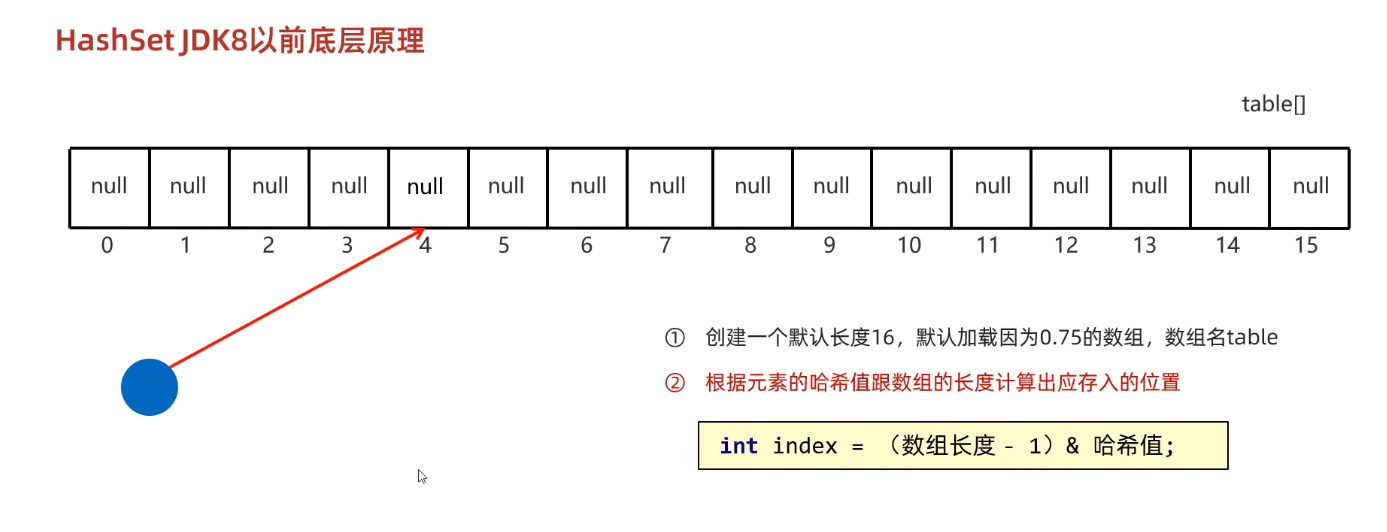 HashSet JDK8以前底层原理
table[]
null null null null null null null null null null null null null null null null
0 1 2 3 4 5 6 7 8 9 10 11 12 13 14 15
① 创建一个默认长度16，默认加载因为0.75的数组，数组名table
② 根据元素的哈希值跟数组的长度计算出应存入的位置
int index = （数组长度 - 1）& 哈希值;